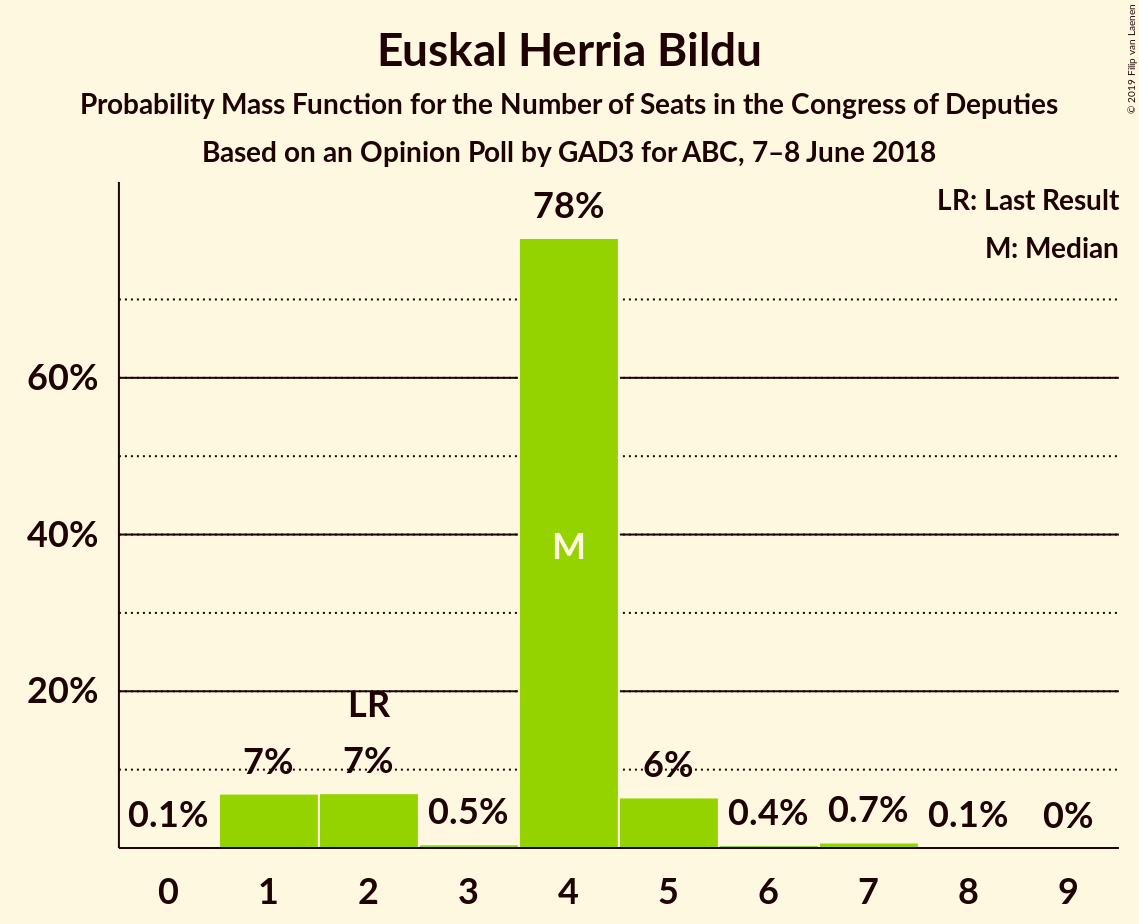 Euskal Herria Bildu
Probability Mass Function for the Number of Seats in the Congress of Deputies
Based on an Opinion Poll by GAD3 for ABC, 7–8 June 2018
© 2019 Filip van Laenen
LR: Last Result
M: Median
78%
60%
40%
M
20%
LR
7%
7%
6%
0.1%
0.5%
0.4%
0.7%
0.1%
0%
0 1 2 3 4 5 6 7 8 9